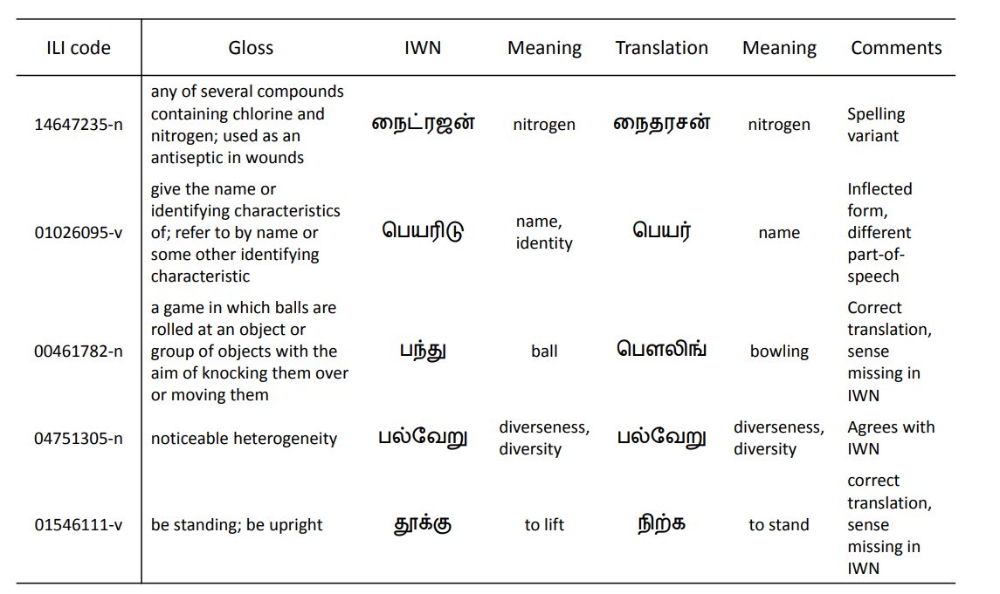 ILI code Gloss IWN Meaning Translation Meaning Comments
14647235-n any of several compounds containing chlorine and nitrogen; used as an antiseptic in wounds நைட்ரஜன் nitrogen நைதரசன் nitrogen Spelling variant
01026095-v give the name or identifying characteristics of; refer to by name or some other identifying characteristic பெயரிடு name, identity பெயர் name Inflected form, different part-of-speech
00461782-n a game in which balls are rolled at an object or group of objects with the aim of knocking them over or moving them பந்து ball பௌலிங் bowling Correct translation, sense missing in IWN
04751305-n noticeable heterogeneity பல்வேறு diverseness, diversity பல்வேறு diverseness, diversity Agrees with IWN
01546111-v be standing; be upright தூக்கு to lift நிற்க to stand correct translation, sense missing in IWN